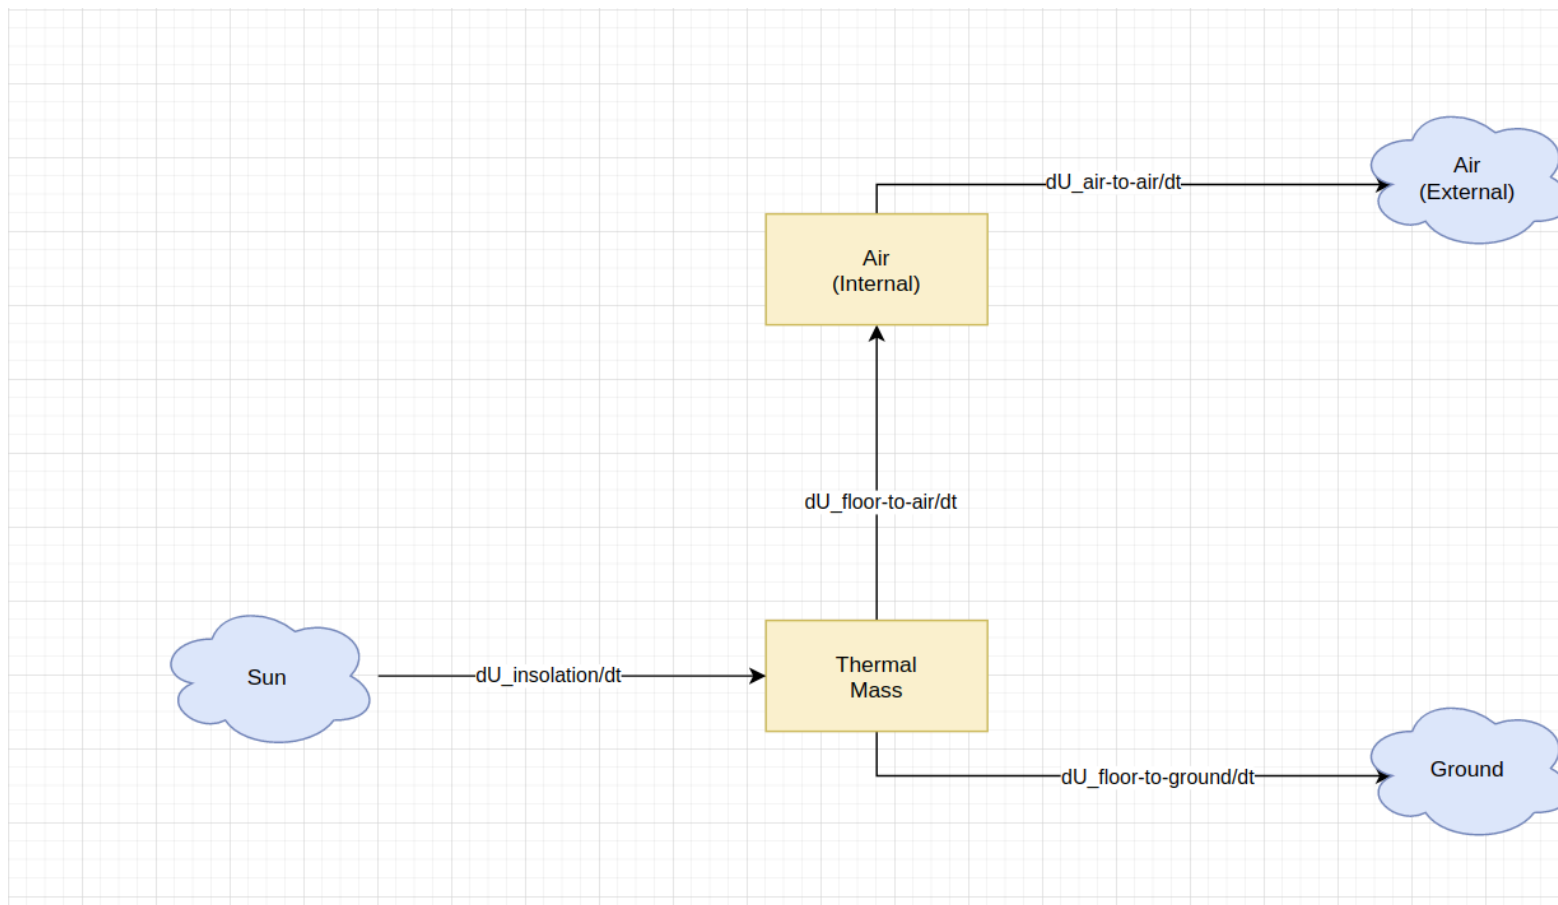 dU_air-to-air/dt
Air
(External)
Air
(Internal)
dU_floor-to-air/dt
Sun
dU_insolation/dt
Thermal
Mass
dU_floor-to-ground/dt
Ground